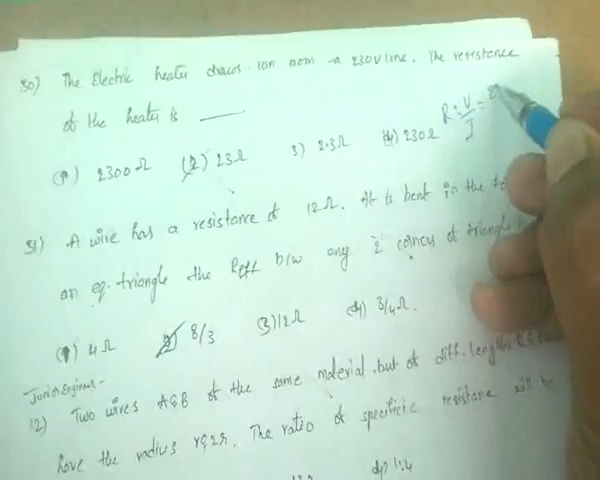 30) The Electric heater draws 10A from a 230V line. The resistance
of the heater is ____
(1) 2300 Ω (2) 23Ω 3) 2.3Ω (4) 230Ω R = V/I =
31) A wire has a resistance of 12Ω. It is bent in the
an eq. triangle the Reff b/w any 2 corners of triangle
(1) 4Ω (2) 8/3 (3) 12Ω (4) 3/4Ω.
Junior Engineer -
32) Two wires A&B of the same material but of diff. lengths
have the radius r&2r. The ratio of specific resistance will be
(4) 1:4